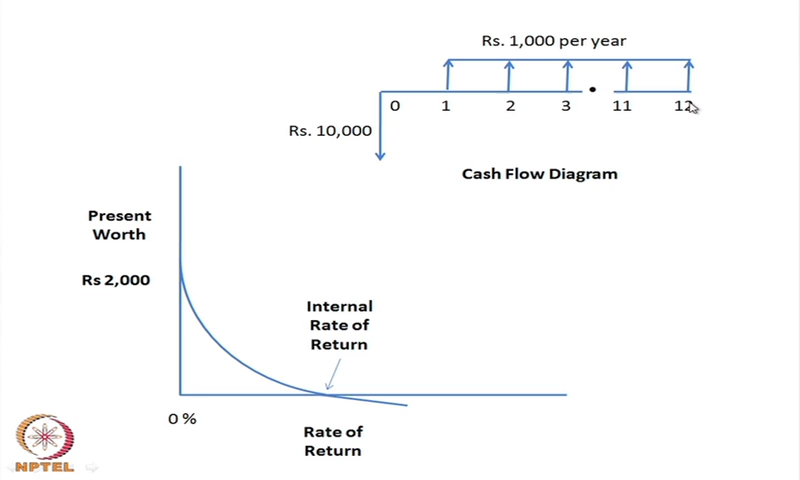 Rs. 1,000 per year
0 1 2 3 11 12
Rs. 10,000
Cash Flow Diagram
Present
Worth
Rs 2,000
Internal
Rate of
Return
0 %
Rate of
Return
NPTEL